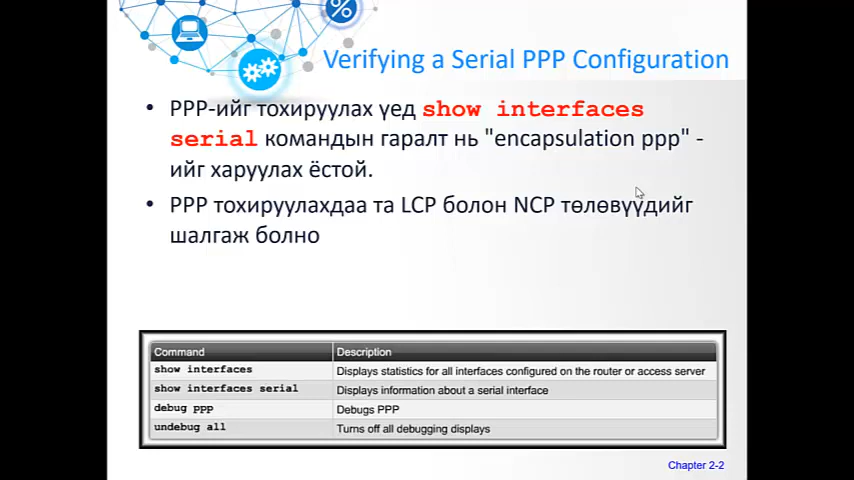 Verifying a Serial PPP Configuration
• PPP-ийг тохируулах үед show interfaces
serial командын гаралт нь "encapsulation ppp" -
ийг харуулах ёстой.
• PPP тохируулахдаа та LCP болон NCP төлөвүүдийг
шалгаж болно
Command Description
show interfaces Displays statistics for all interfaces configured on the router or access server
show interfaces serial Displays information about a serial interface
debug ppp Debugs PPP
undebug all Turns off all debugging displays
Chapter 2-2